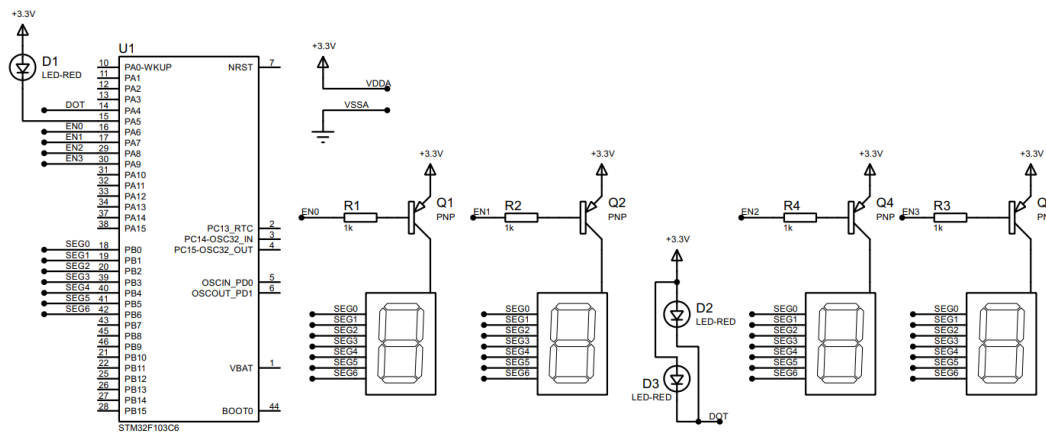 +3.3V
D1
LED-RED
U1
10 PA0-WKUP NRST 7
11 PA1
12 PA2
13 PA3
DOT 14 PA4
15 PA5
EN0 16 PA6
EN1 17 PA7
EN2 29 PA8
EN3 30 PA9
31 PA10
32 PA11
33 PA12
34 PA13
37 PA14
38 PA15
PC13_RTC 2
PC14-OSC32_IN 3
PC15-OSC32_OUT 4
SEG0 18 PB0
SEG1 19 PB1
SEG2 20 PB2
SEG3 39 PB3
SEG4 40 PB4
SEG5 41 PB5
SEG6 42 PB6
43 PB7
45 PB8
46 PB9
21 PB10
22 PB11
25 PB12
26 PB13
27 PB14
28 PB15
OSCIN_PD0 5
OSCOUT_PD1 6
VBAT 1
BOOT0 44
STM32F103C6
+3.3V
VDDA
VSSA
+3.3V
EN0
R1
1k
Q1
PNP
SEG0
SEG1
SEG2
SEG3
SEG4
SEG5
SEG6
+3.3V
EN1
R2
1k
Q2
PNP
SEG0
SEG1
SEG2
SEG3
SEG4
SEG5
SEG6
+3.3V
D2
LED-RED
D3
LED-RED
DOT
+3.3V
EN2
R4
1k
Q4
PNP
SEG0
SEG1
SEG2
SEG3
SEG4
SEG5
SEG6
+3.3V
EN3
R3
1k
PN
SEG0
SEG1
SEG2
SEG3
SEG4
SEG5
SEG6